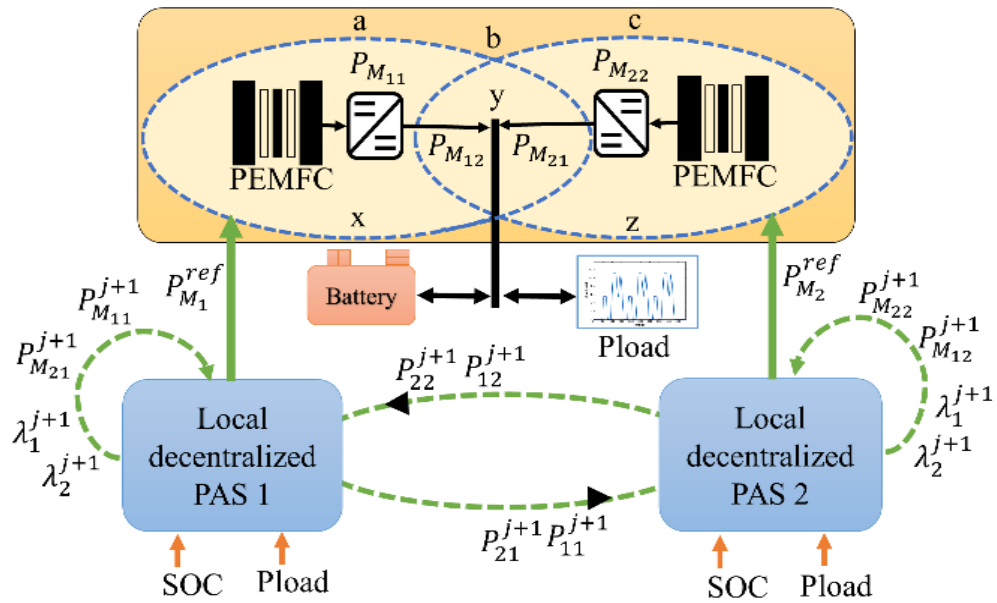 a b c
P_{M_{11}} P_{M_{22}}
y
P_{M_{12}} P_{M_{21}}
PEMFC PEMFC
x z
P_{M_1}^{ref} P_{M_2}^{ref}
Battery
Pload
P_{M_{11}}^{j+1}
P_{M_{21}}^{j+1}
λ_1^{j+1}
λ_2^{j+1}
P_{M_{22}}^{j+1}
P_{M_{12}}^{j+1}
λ_1^{j+1}
λ_2^{j+1}
P_{22}^{j+1} P_{12}^{j+1}
Local
decentralized
PAS 1
Local
decentralized
PAS 2
P_{21}^{j+1} P_{11}^{j+1}
SOC Pload
SOC Pload